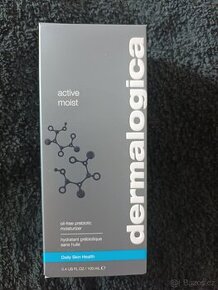 active
moist
dermalogica
oil-free prebiotic
moisturizer
hydratant prébiotique
sans huile
Daily Skin Health
3.4 US FL OZ / 100 mL ℮